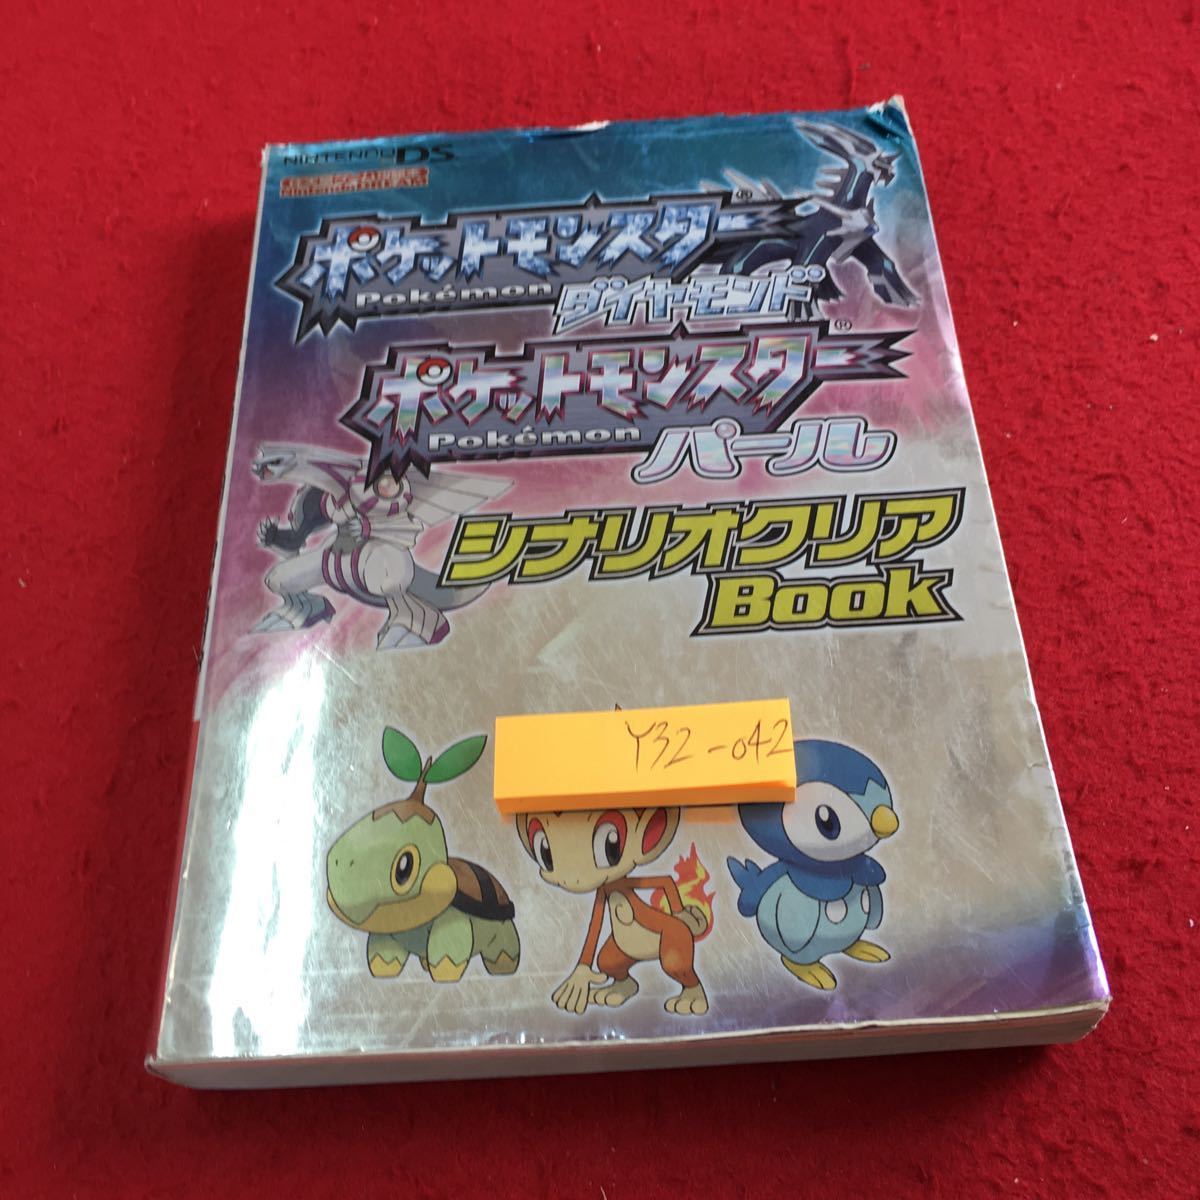 NINTENDO DS
Nintendo DREAM
ポケットモンスター®
Pokémon
ダイヤモンド
ポケットモンスター®
Pokémon
パール
シナリオクリア
Book
Y32-042